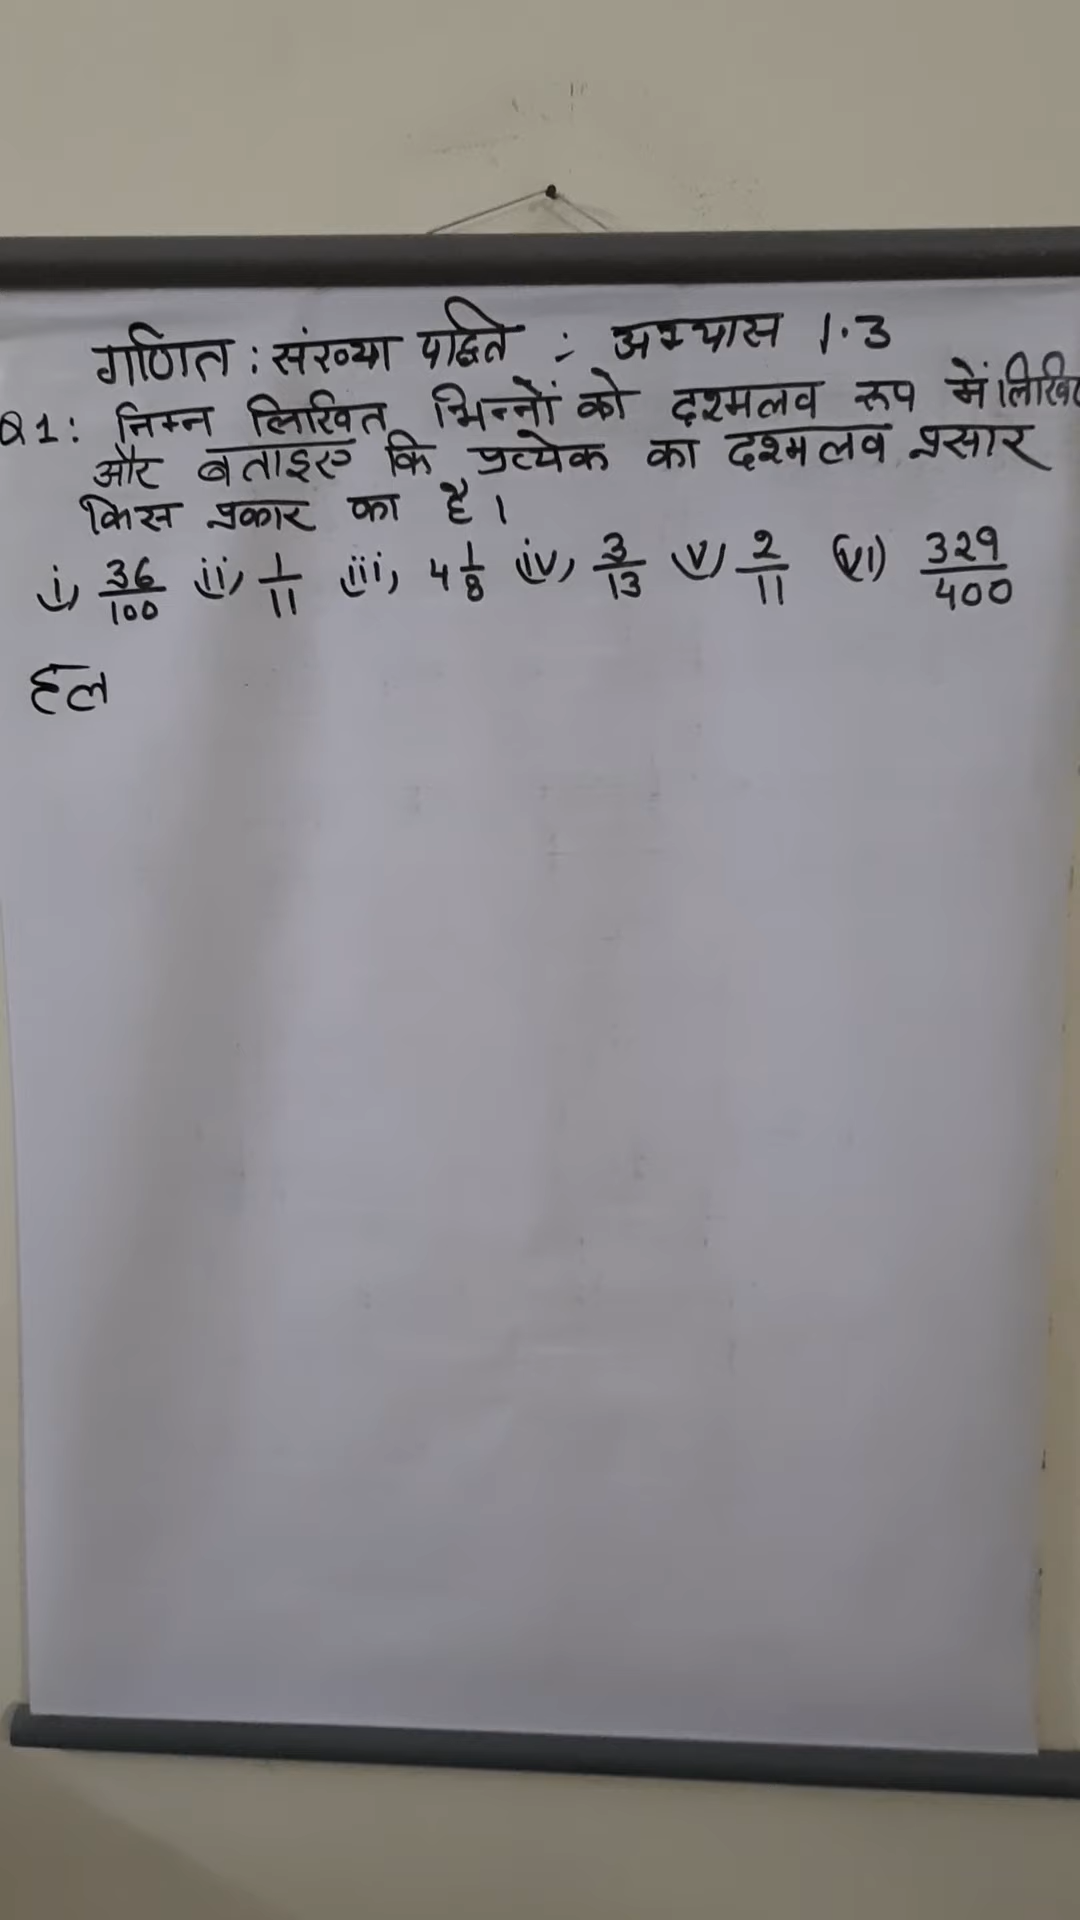 गणित : संख्या पद्धति :- अभ्यास 1.3
Q1: निम्न लिखित भिन्नों को दशमलव रूप में लिखिए
और बताइए कि प्रत्येक का दशमलव प्रसार
किस प्रकार का है।
i) 36/100 ii) 1/11 iii) 4 1/8 iv) 3/13 v) 2/11 (vi) 329/400
हल